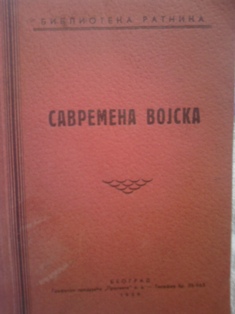 БИБЛИОТЕКА РАТНИКА
САВРЕМЕНА ВОЈСКА
БЕОГРАД